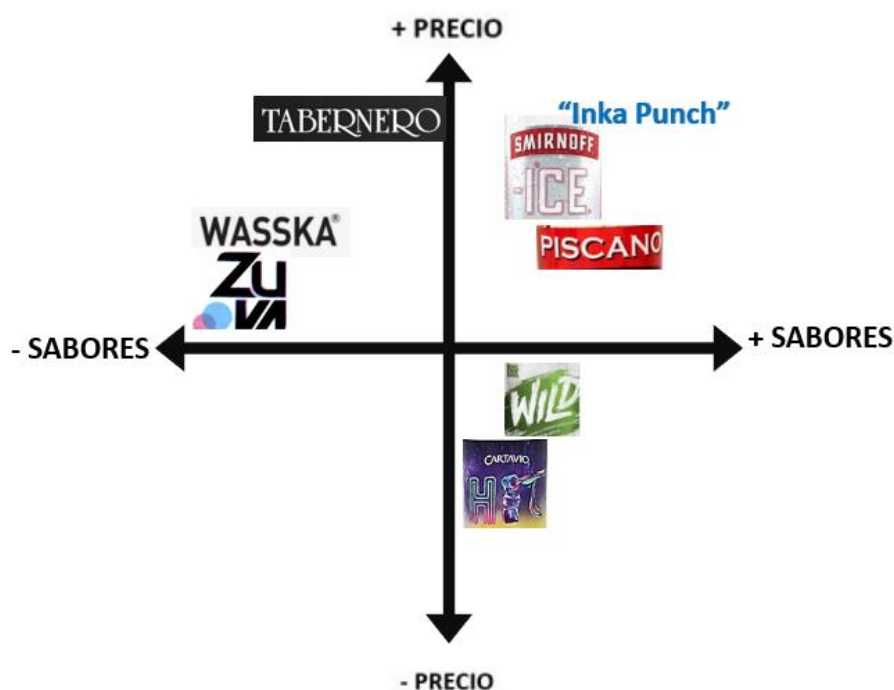 + PRECIO
TABERNERO
“Inka Punch”
SMIRNOFF
ICE
PISCANO
WASSKA®
ZU
VA
- SABORES
+ SABORES
WILD
CARTAVIO
HIT
- PRECIO